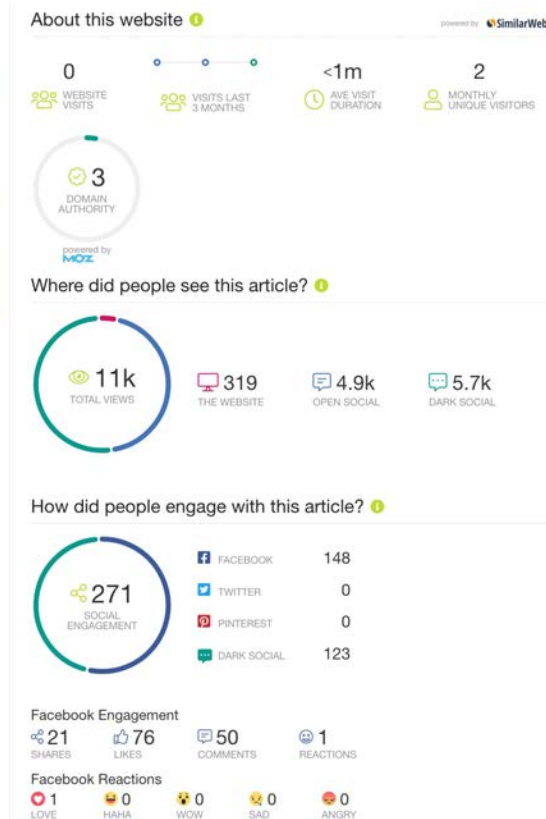 About this website
powered by SimilarWeb
0
WEBSITE
VISITS
VISITS LAST
3 MONTHS
<1m
AVE VISIT
DURATION
2
MONTHLY
UNIQUE VISITORS
3
DOMAIN
AUTHORITY
powered by
MOZ
Where did people see this article?
11k
TOTAL VIEWS
319
THE WEBSITE
4.9k
OPEN SOCIAL
5.7k
DARK SOCIAL
How did people engage with this article?
271
SOCIAL
ENGAGEMENT
FACEBOOK 148
TWITTER 0
PINTEREST 0
DARK SOCIAL 123
Facebook Engagement
21 76 50 1
SHARES LIKES COMMENTS REACTIONS
Facebook Reactions
1 0 0 0 0
LOVE HAHA WOW SAD ANGRY